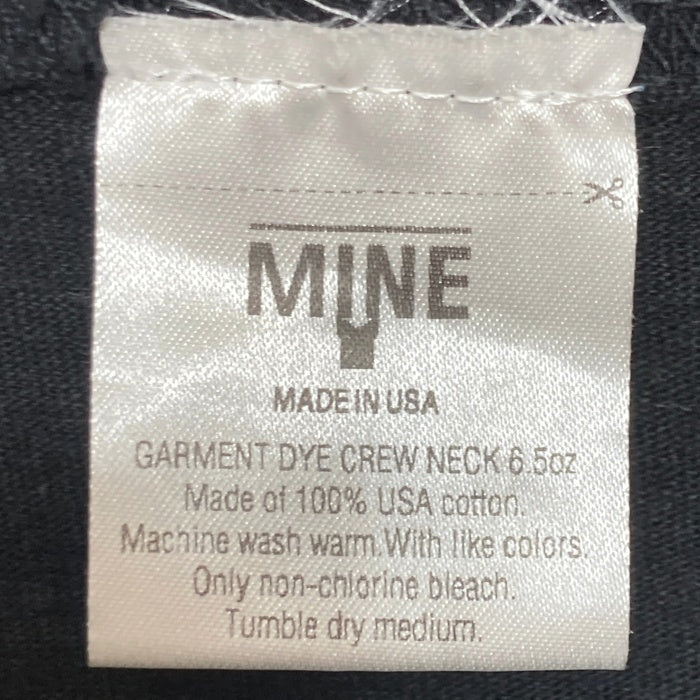 MINE
MADE IN USA
GARMENT DYE CREW NECK 6.5oz
Made of 100% USA cotton.
Machine wash warm.With like colors.
Only non-chlorine bleach.
Tumble dry medium.